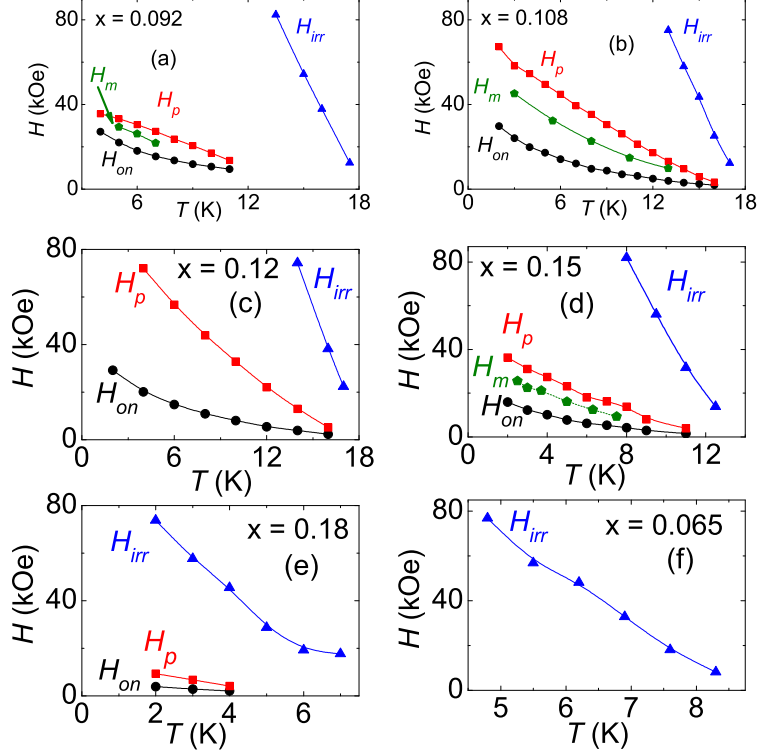 x = 0.092
(a)
H_irr
H_m
H_p
H_on
H (kOe)
80
40
0
0 6 12 18
T (K)
x = 0.108
(b)
H_irr
H_p
H_m
H_on
H (kOe)
80
40
0
0 6 12 18
T (K)
x = 0.12
(c)
H_p
H_irr
H_on
H (kOe)
80
40
0
0 6 12 18
T (K)
x = 0.15
(d)
H_irr
H_p
H_m
H_on
H (kOe)
80
40
0
0 4 8 12
T (K)
x = 0.18
(e)
H_irr
H_p
H_on
H (kOe)
80
40
0
0 2 4 6
T (K)
x = 0.065
(f)
H_irr
H (kOe)
80
40
0
5 6 7 8
T (K)